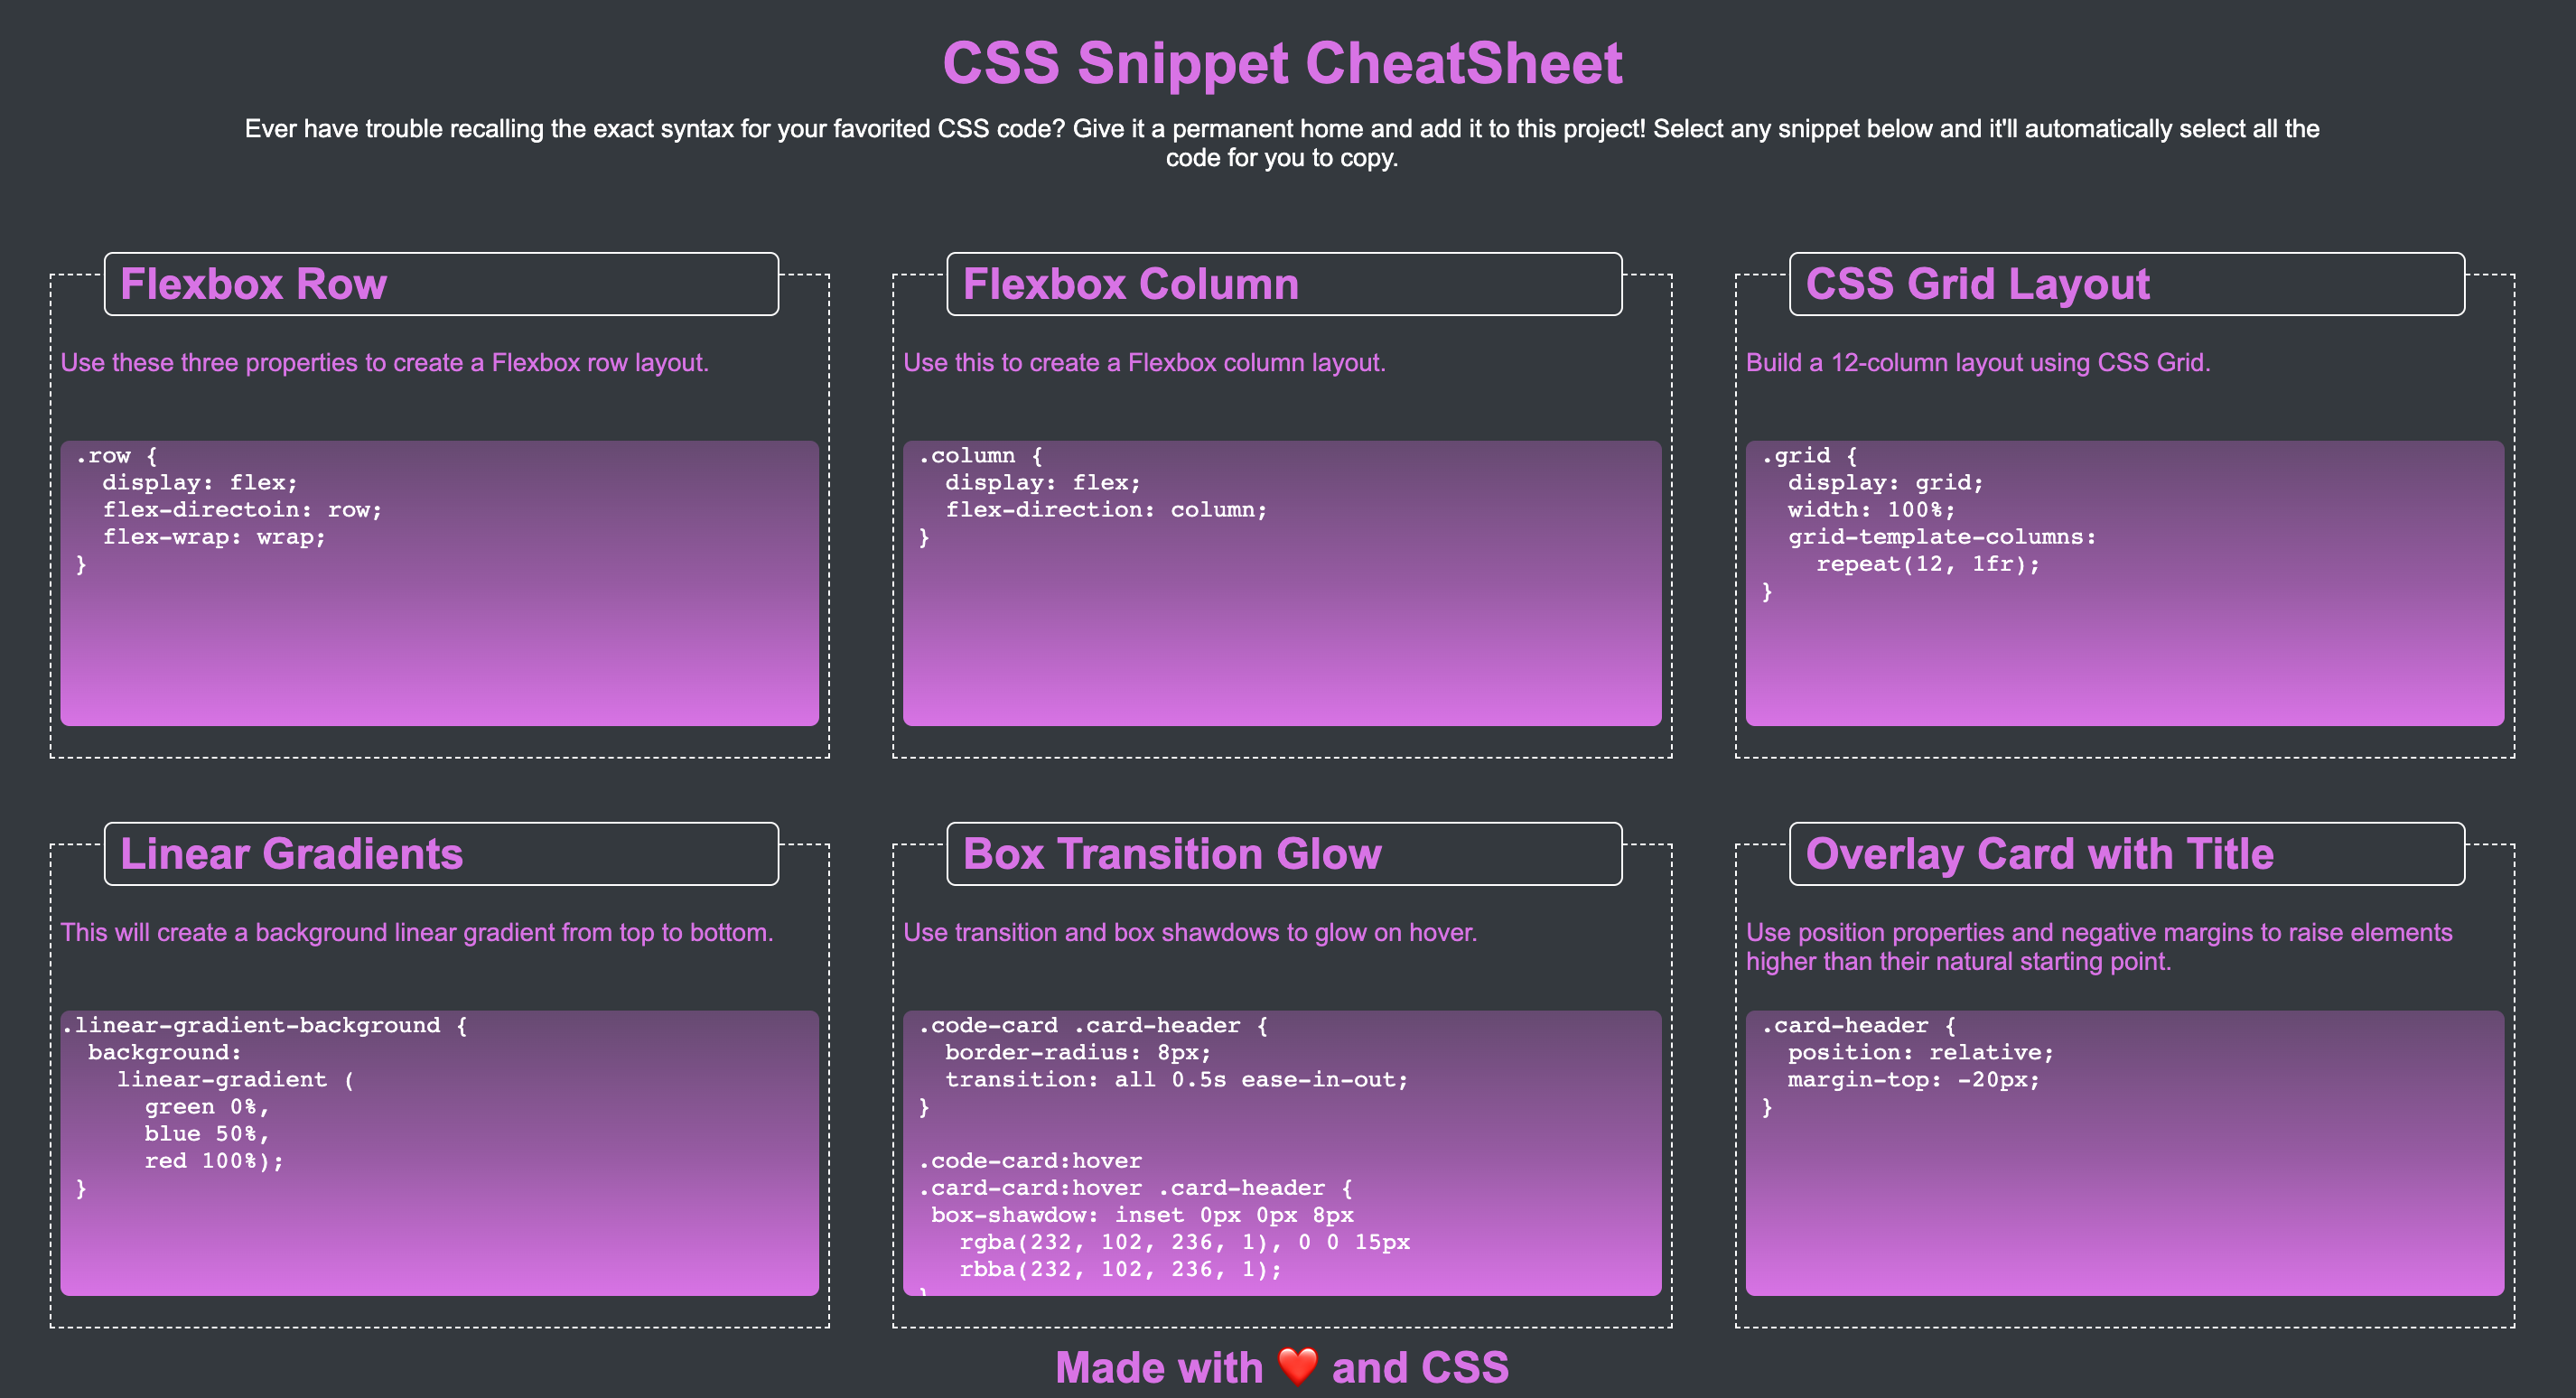 CSS Snippet CheatSheet
Ever have trouble recalling the exact syntax for your favorited CSS code? Give it a permanent home and add it to this project! Select any snippet below and it'll automatically select all the
code for you to copy.
Flexbox Row
Use these three properties to create a Flexbox row layout.
.row {
  display: flex;
  flex-directoin: row;
  flex-wrap: wrap;
}
Flexbox Column
Use this to create a Flexbox column layout.
.column {
  display: flex;
  flex-direction: column;
}
CSS Grid Layout
Build a 12-column layout using CSS Grid.
.grid {
  display: grid;
  width: 100%;
  grid-template-columns:
    repeat(12, 1fr);
}
Linear Gradients
This will create a background linear gradient from top to bottom.
.linear-gradient-background {
  background:
    linear-gradient (
      green 0%,
      blue 50%,
      red 100%);
 }
Box Transition Glow
Use transition and box shawdows to glow on hover.
.code-card .card-header {
  border-radius: 8px;
  transition: all 0.5s ease-in-out;
}
.code-card:hover
.card-card:hover .card-header {
 box-shawdow: inset 0px 0px 8px
   rgba(232, 102, 236, 1), 0 0 15px
   rbba(232, 102, 236, 1);
}
Overlay Card with Title
Use position properties and negative margins to raise elements
higher than their natural starting point.
.card-header {
  position: relative;
  margin-top: -20px;
}
Made with ❤️ and CSS